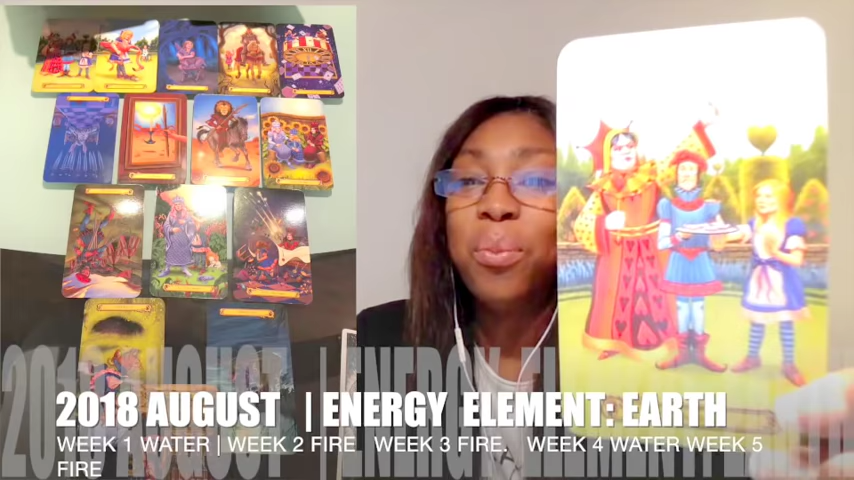 2018 AUGUST | ENERGY ELEMENT: EARTH
WEEK 1 WATER | WEEK 2 FIRE WEEK 3 FIRE. WEEK 4 WATER WEEK 5
FIRE